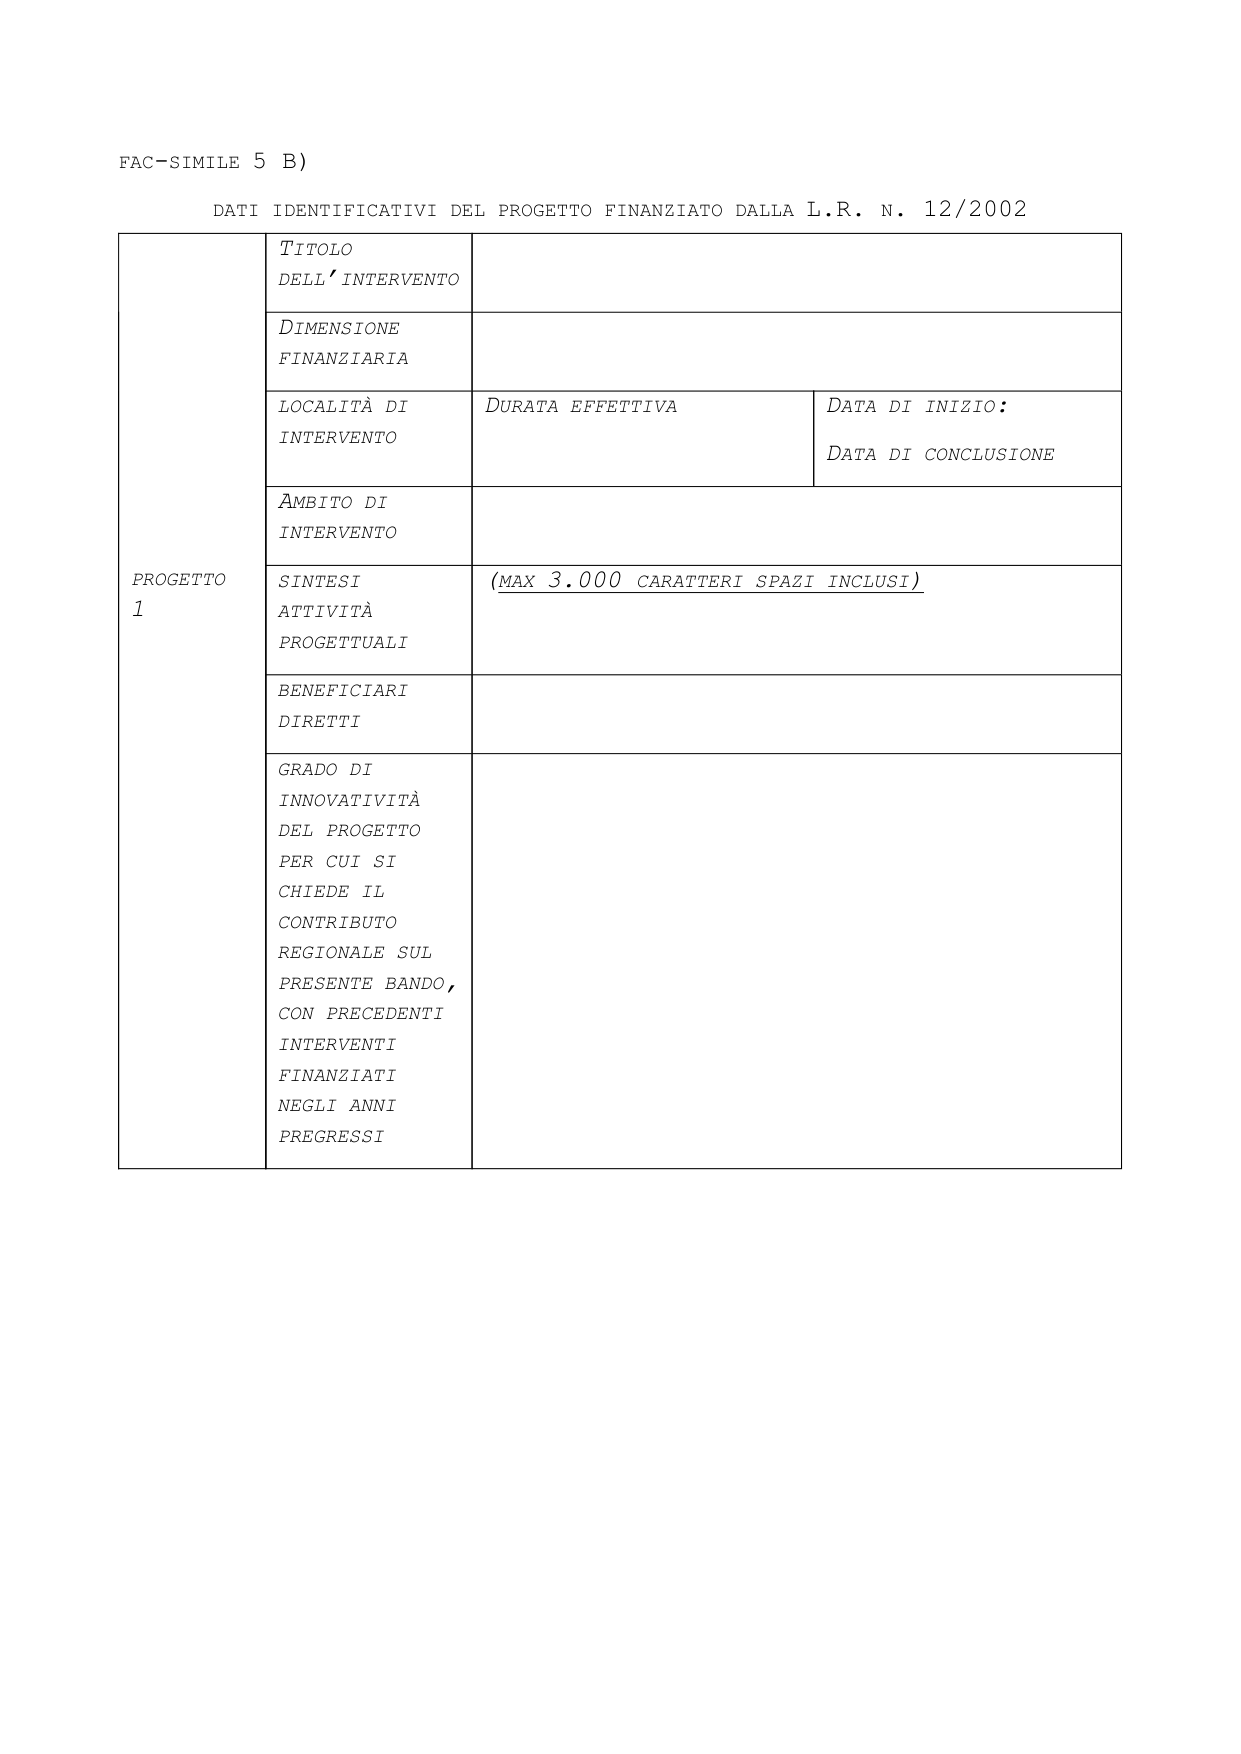 FAC-SIMILE 5 B)
DATI IDENTIFICATIVI DEL PROGETTO FINANZIATO DALLA L.R. N. 12/2002
TITOLO
DELL'INTERVENTO
DIMENSIONE
FINANZIARIA
LOCALITÀ DI
INTERVENTO
DURATA EFFETTIVA
DATA DI INIZIO:
DATA DI CONCLUSIONE
AMBITO DI
INTERVENTO
PROGETTO
1
SINTESI
ATTIVITÀ
PROGETTUALI
(MAX 3.000 CARATTERI SPAZI INCLUSI)
BENEFICIARI
DIRETTI
GRADO DI
INNOVATIVITÀ
DEL PROGETTO
PER CUI SI
CHIEDE IL
CONTRIBUTO
REGIONALE SUL
PRESENTE BANDO,
CON PRECEDENTI
INTERVENTI
FINANZIATI
NEGLI ANNI
PREGRESSI